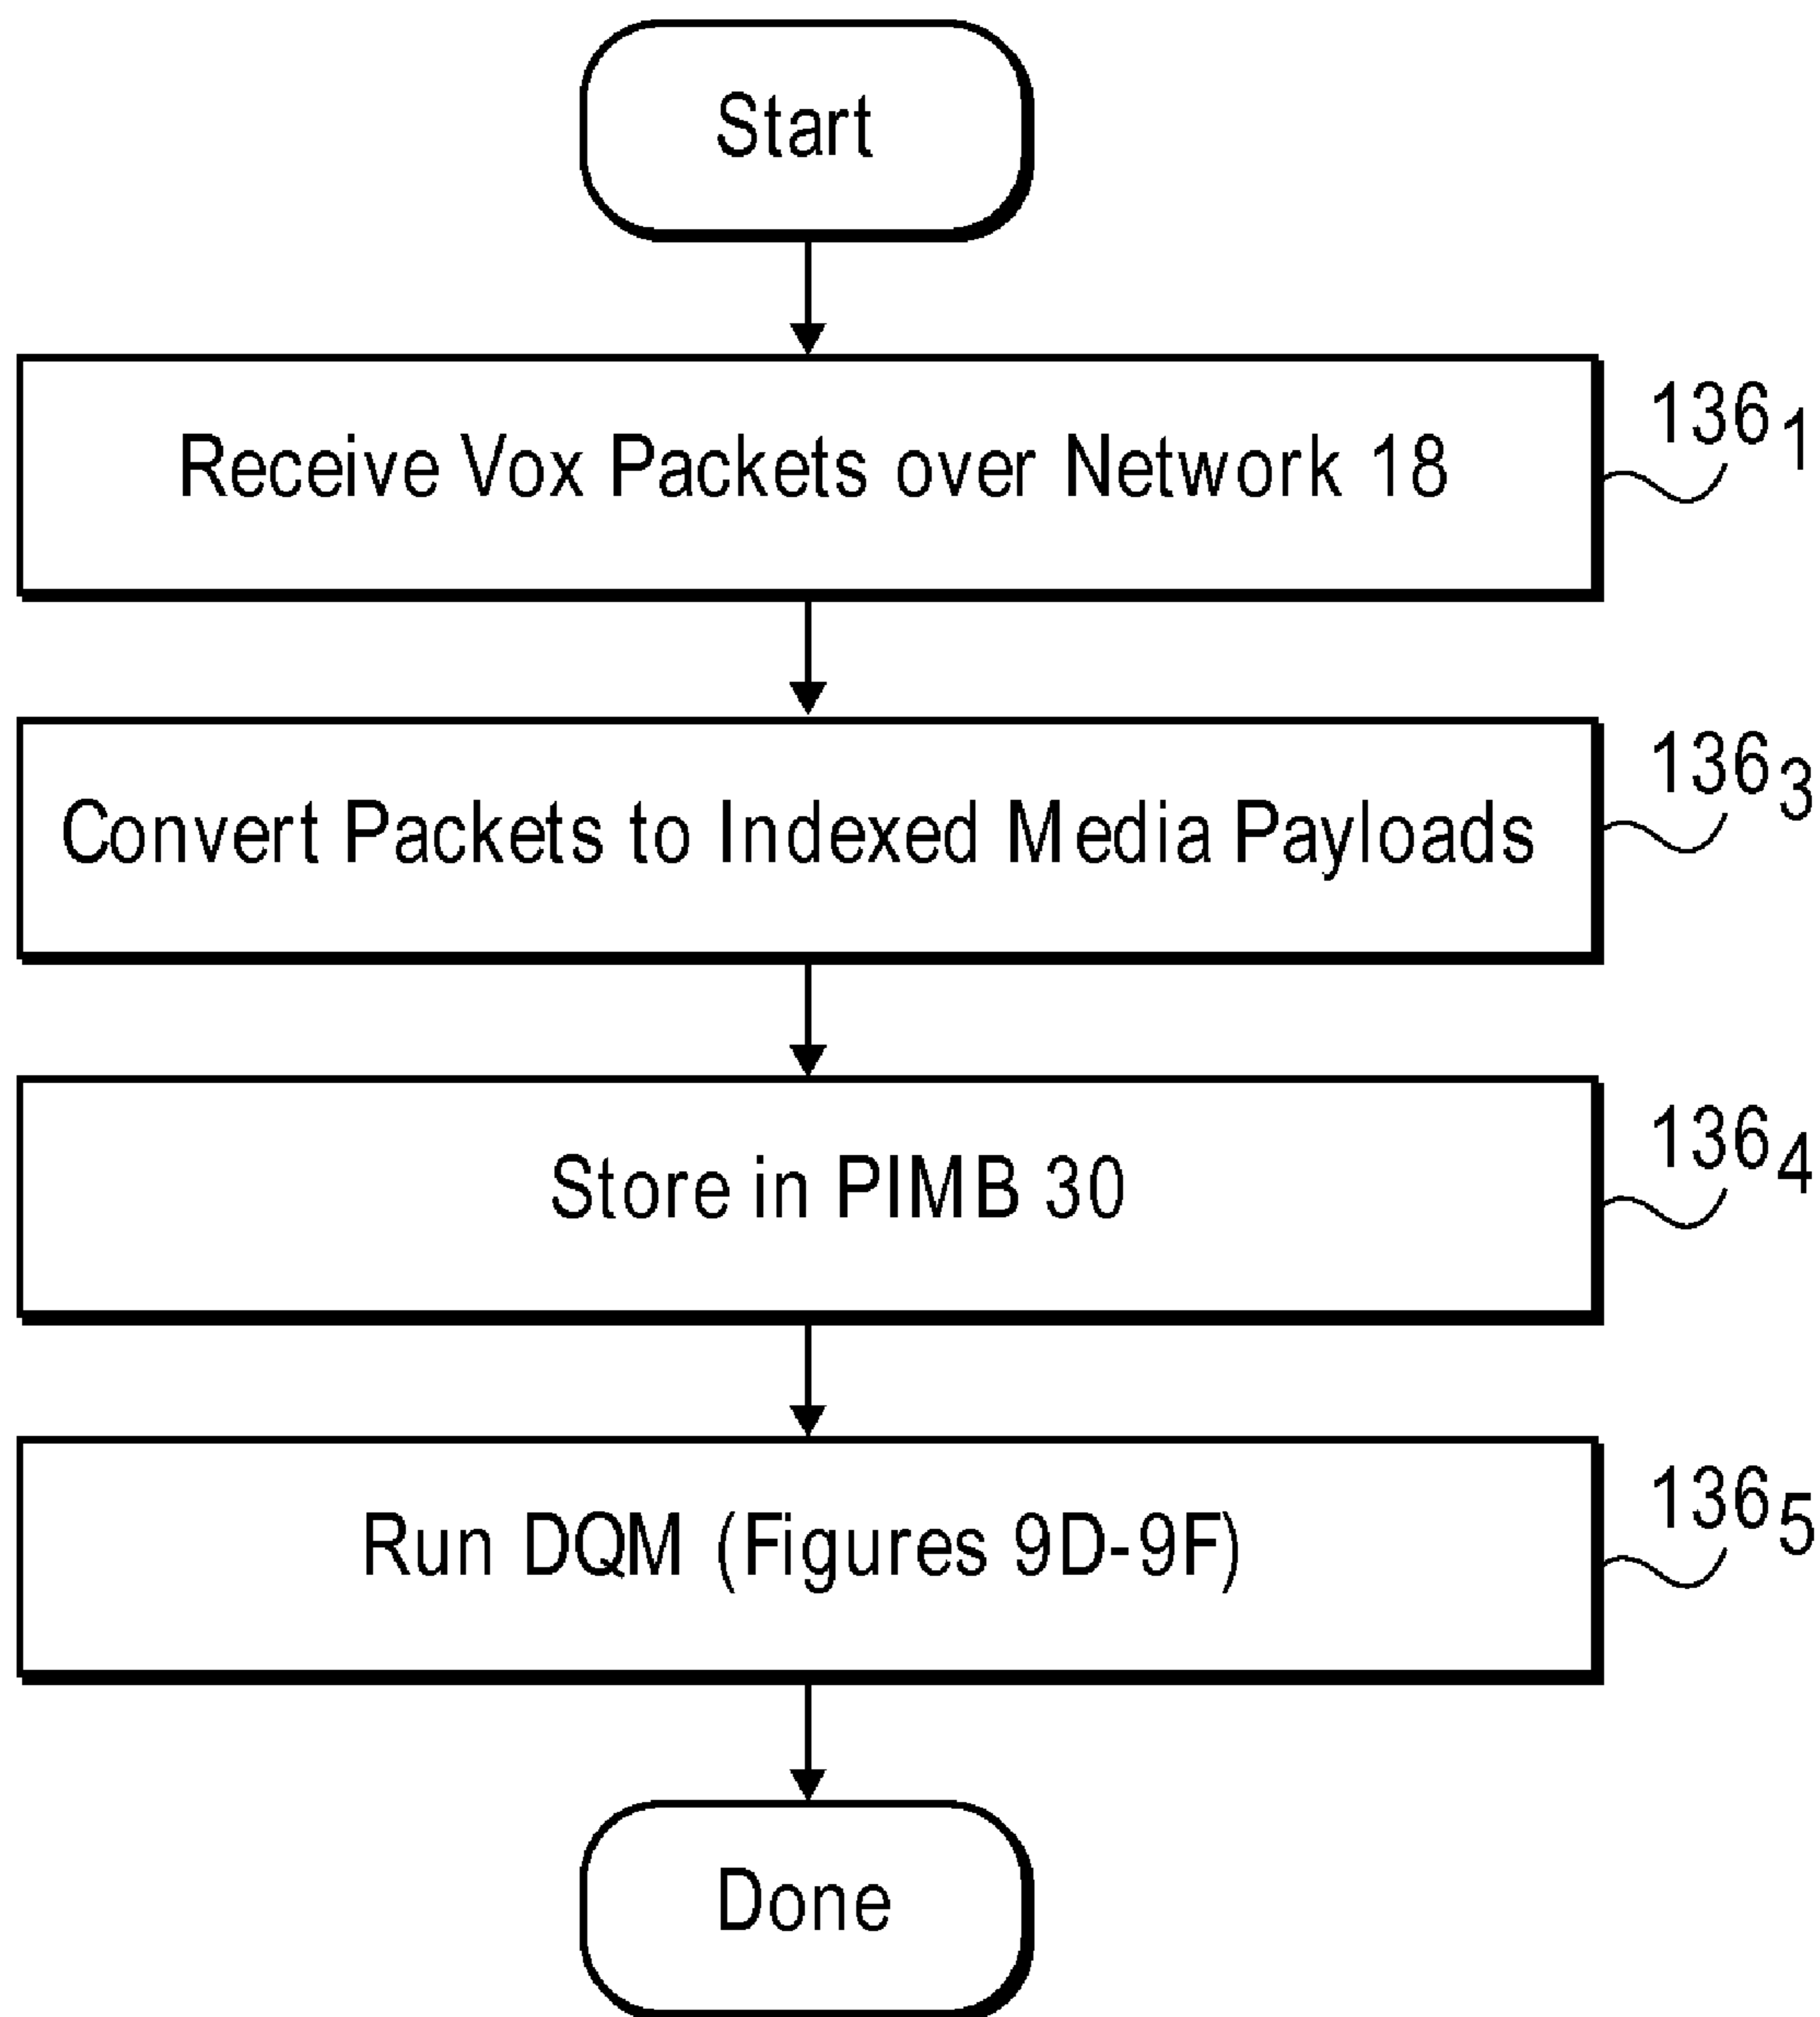 Start
Receive Vox Packets over Network 18
136₁
Convert Packets to Indexed Media Payloads
136₃
Store in PIMB 30
136₄
Run DQM (Figures 9D-9F)
136₅
Done